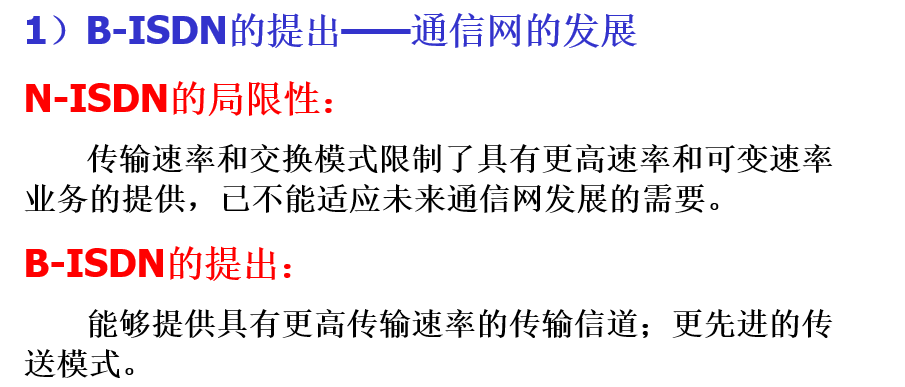 1）B-ISDN的提出——通信网的发展
N-ISDN的局限性：
传输速率和交换模式限制了具有更高速率和可变速率
业务的提供，已不能适应未来通信网发展的需要。
B-ISDN的提出：
能够提供具有更高传输速率的传输信道；更先进的传
送模式。